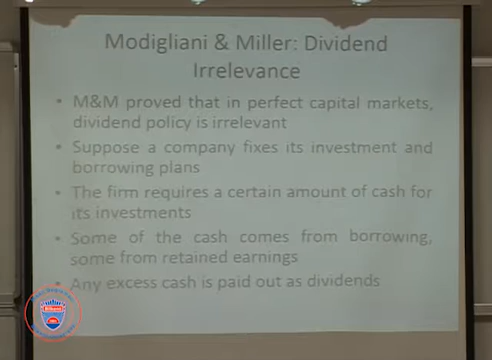 Modigliani & Miller: Dividend
Irrelevance
• M&M proved that in perfect capital markets,
dividend policy is irrelevant
• Suppose a company fixes its investment and
borrowing plans
• The firm requires a certain amount of cash for
its investments
• Some of the cash comes from borrowing,
some from retained earnings
• Any excess cash is paid out as dividends